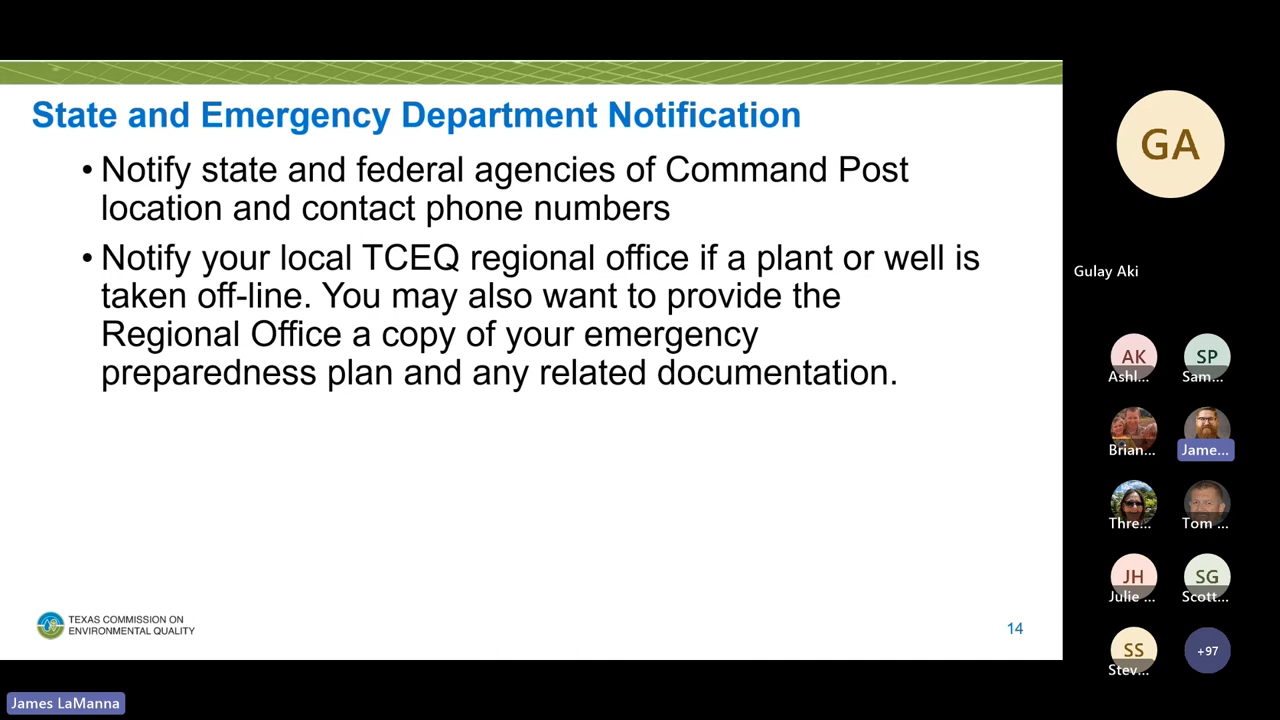 State and Emergency Department Notification
• Notify state and federal agencies of Command Post
location and contact phone numbers
• Notify your local TCEQ regional office if a plant or well is
taken off-line. You may also want to provide the
Regional Office a copy of your emergency
preparedness plan and any related documentation.
TEXAS COMMISSION ON
ENVIRONMENTAL QUALITY
14
James LaManna
GA
Gulay Aki
AK
SP
Ashl...
Sam...
Brian...
Jame...
Thre...
Tom ...
JH
SG
Julie ...
Scott...
SS
+97
Stev...